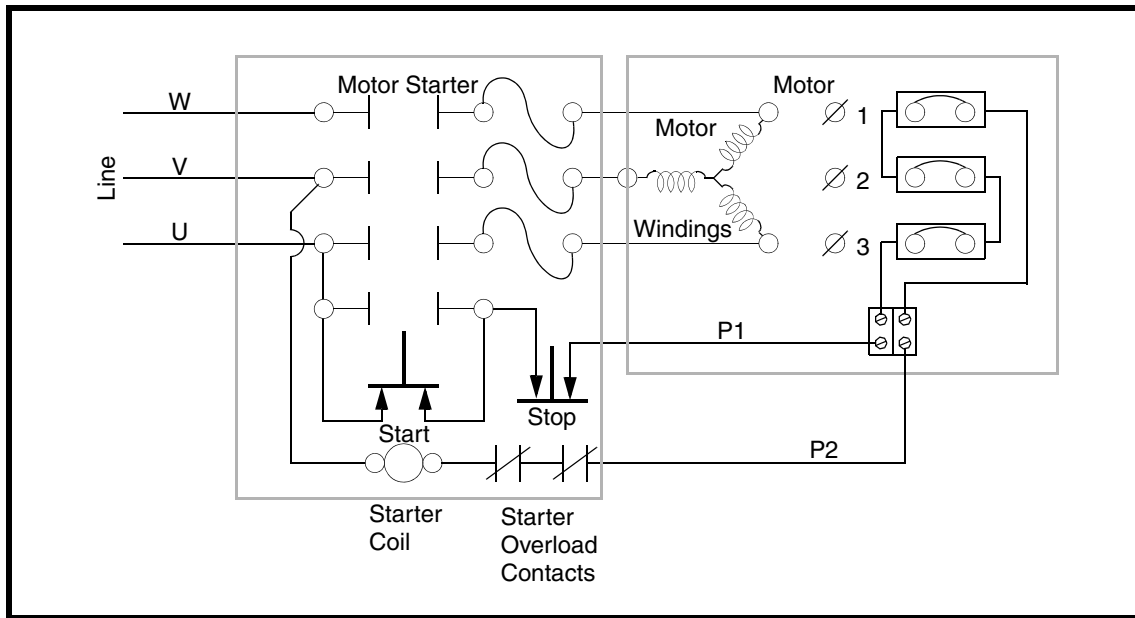 Motor Starter
Motor
W
1
Motor
Line
V
2
U
Windings
3
P1
Stop
Start
P2
Starter
Coil
Starter
Overload
Contacts